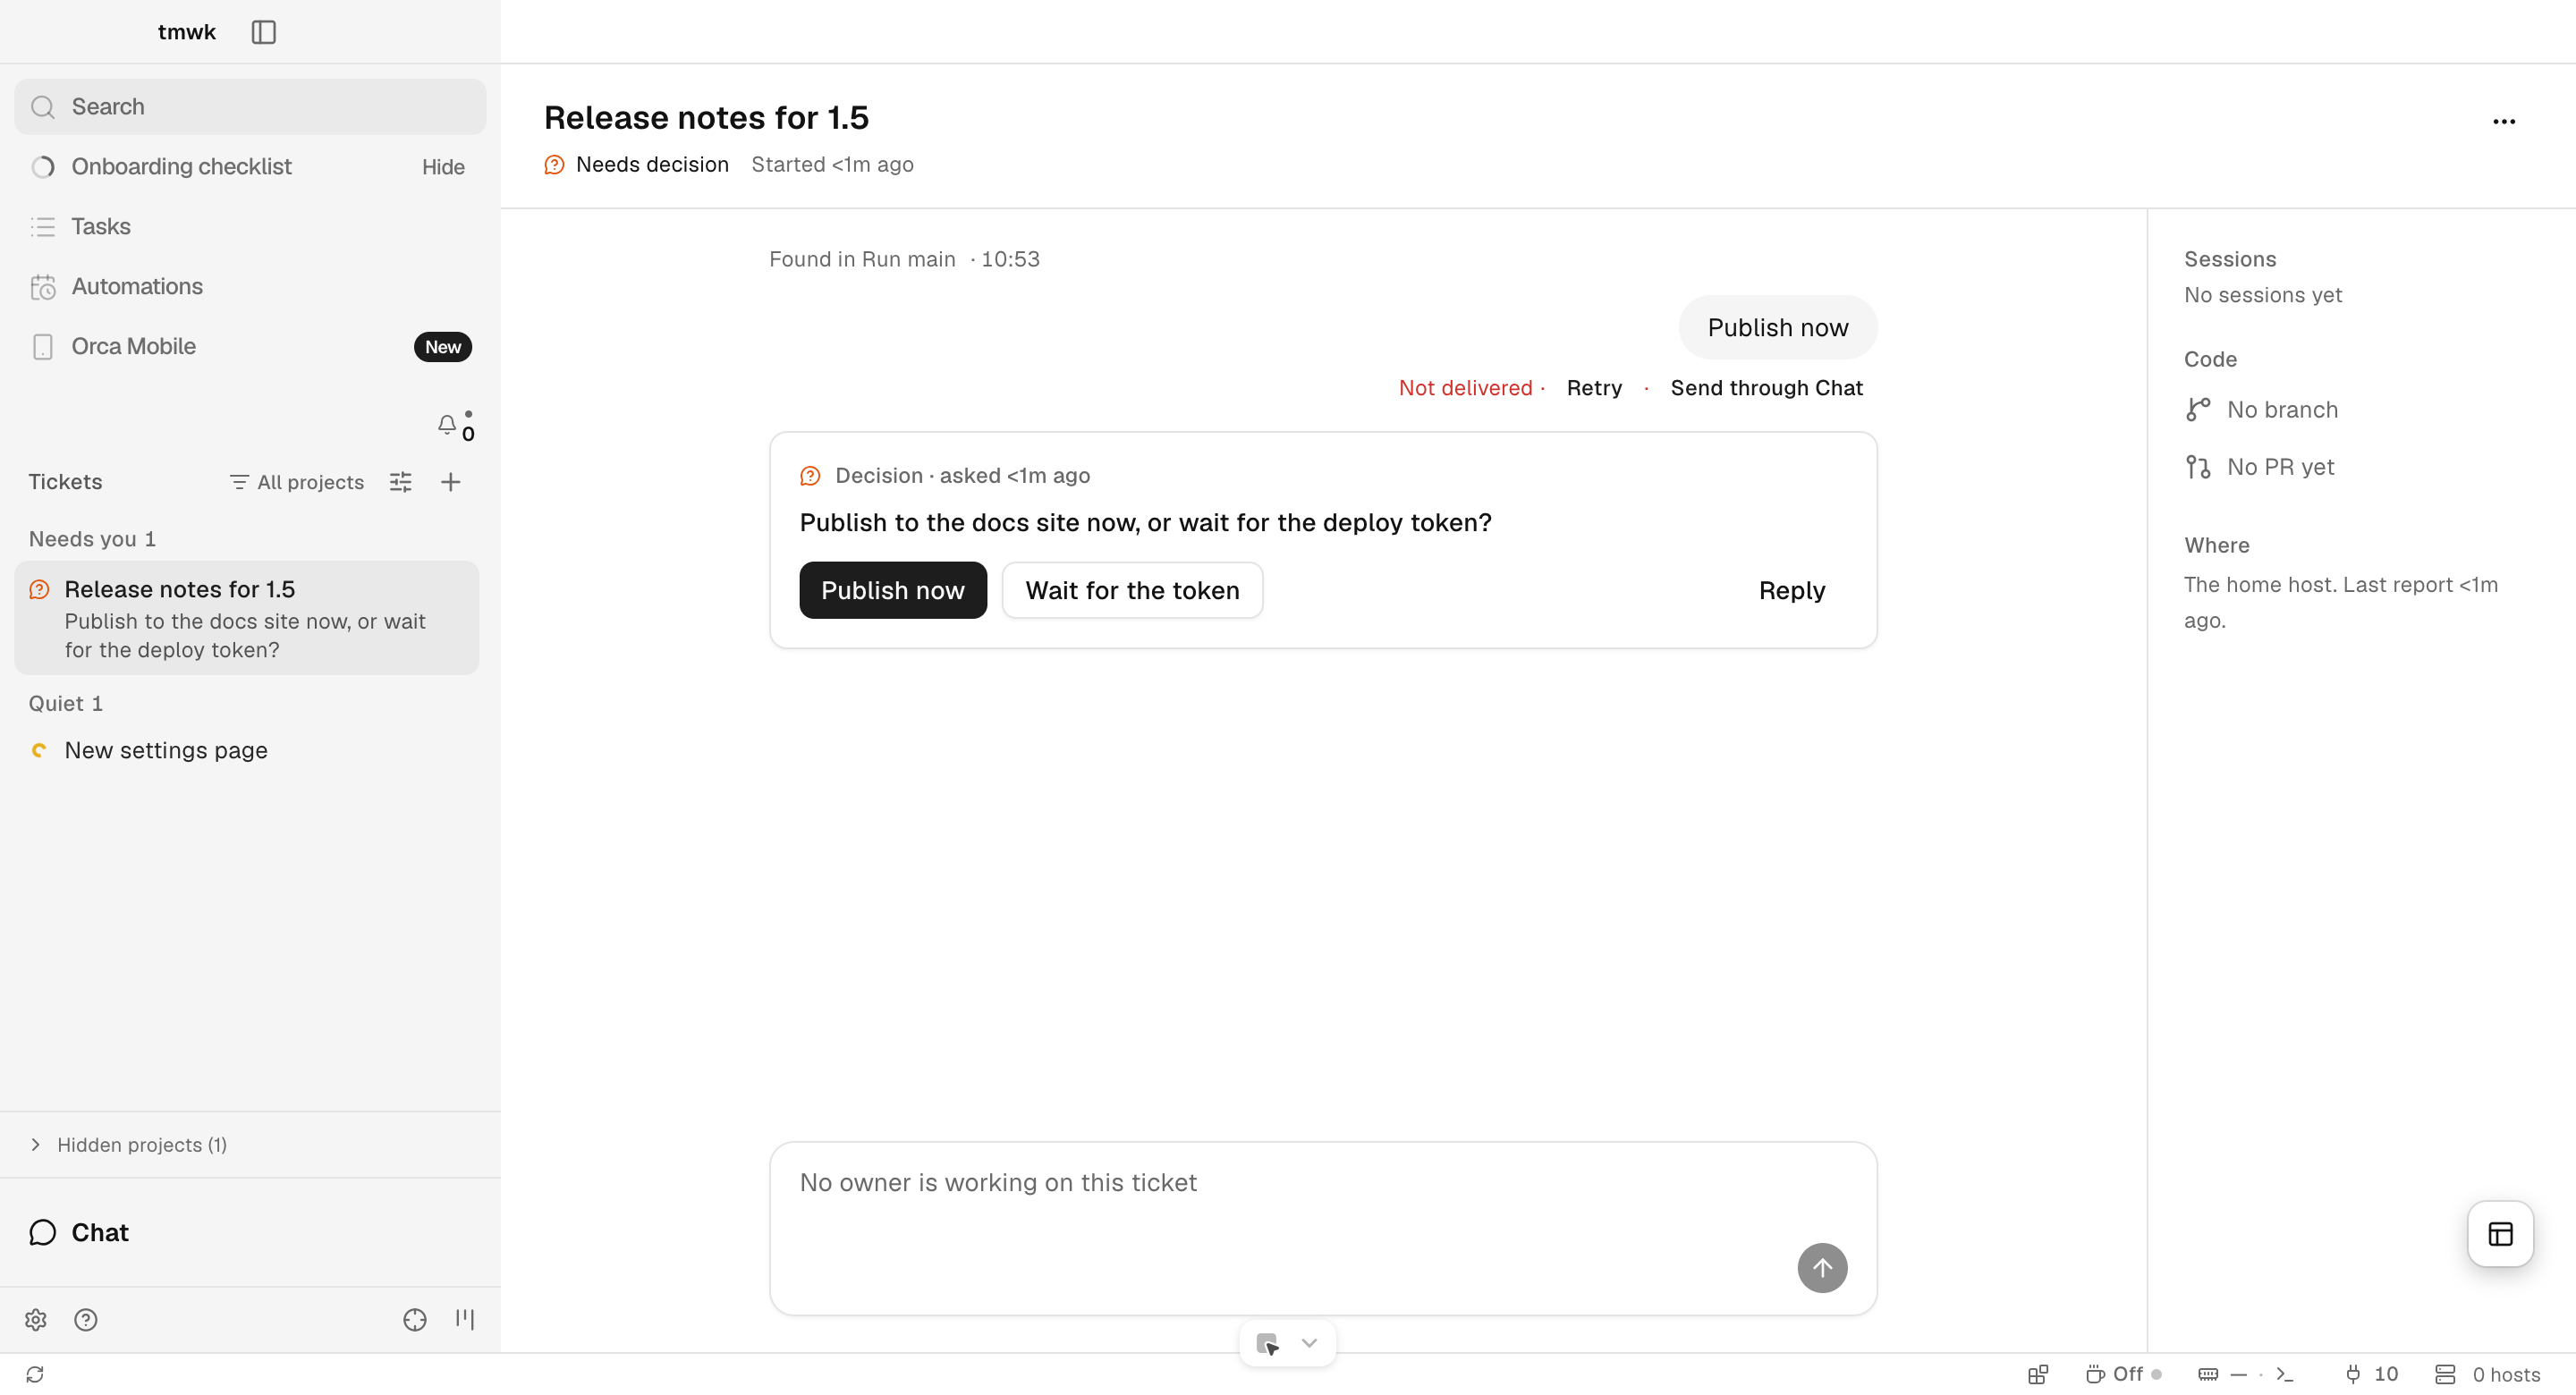 tmwk
Search
Onboarding checklist Hide
Tasks
Automations
Orca Mobile New
0
Tickets All projects
Needs you 1
Release notes for 1.5
Publish to the docs site now, or wait
for the deploy token?
Quiet 1
New settings page
Hidden projects (1)
Chat
Release notes for 1.5
Needs decision Started <1m ago
Found in Run main · 10:53
Publish now
Not delivered · Retry · Send through Chat
Decision · asked <1m ago
Publish to the docs site now, or wait for the deploy token?
Publish now Wait for the token Reply
No owner is working on this ticket
Sessions
No sessions yet
Code
No branch
No PR yet
Where
The home host. Last report <1m
ago.
Off — · 10 0 hosts